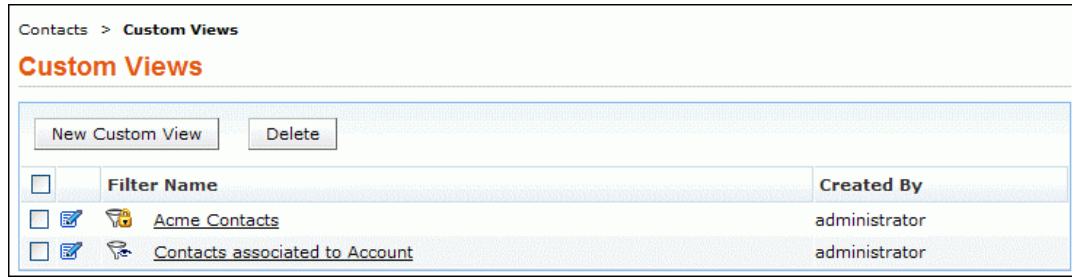 Contacts > Custom Views
Custom Views
New Custom View Delete
Filter Name Created By
Acme Contacts administrator
Contacts associated to Account administrator